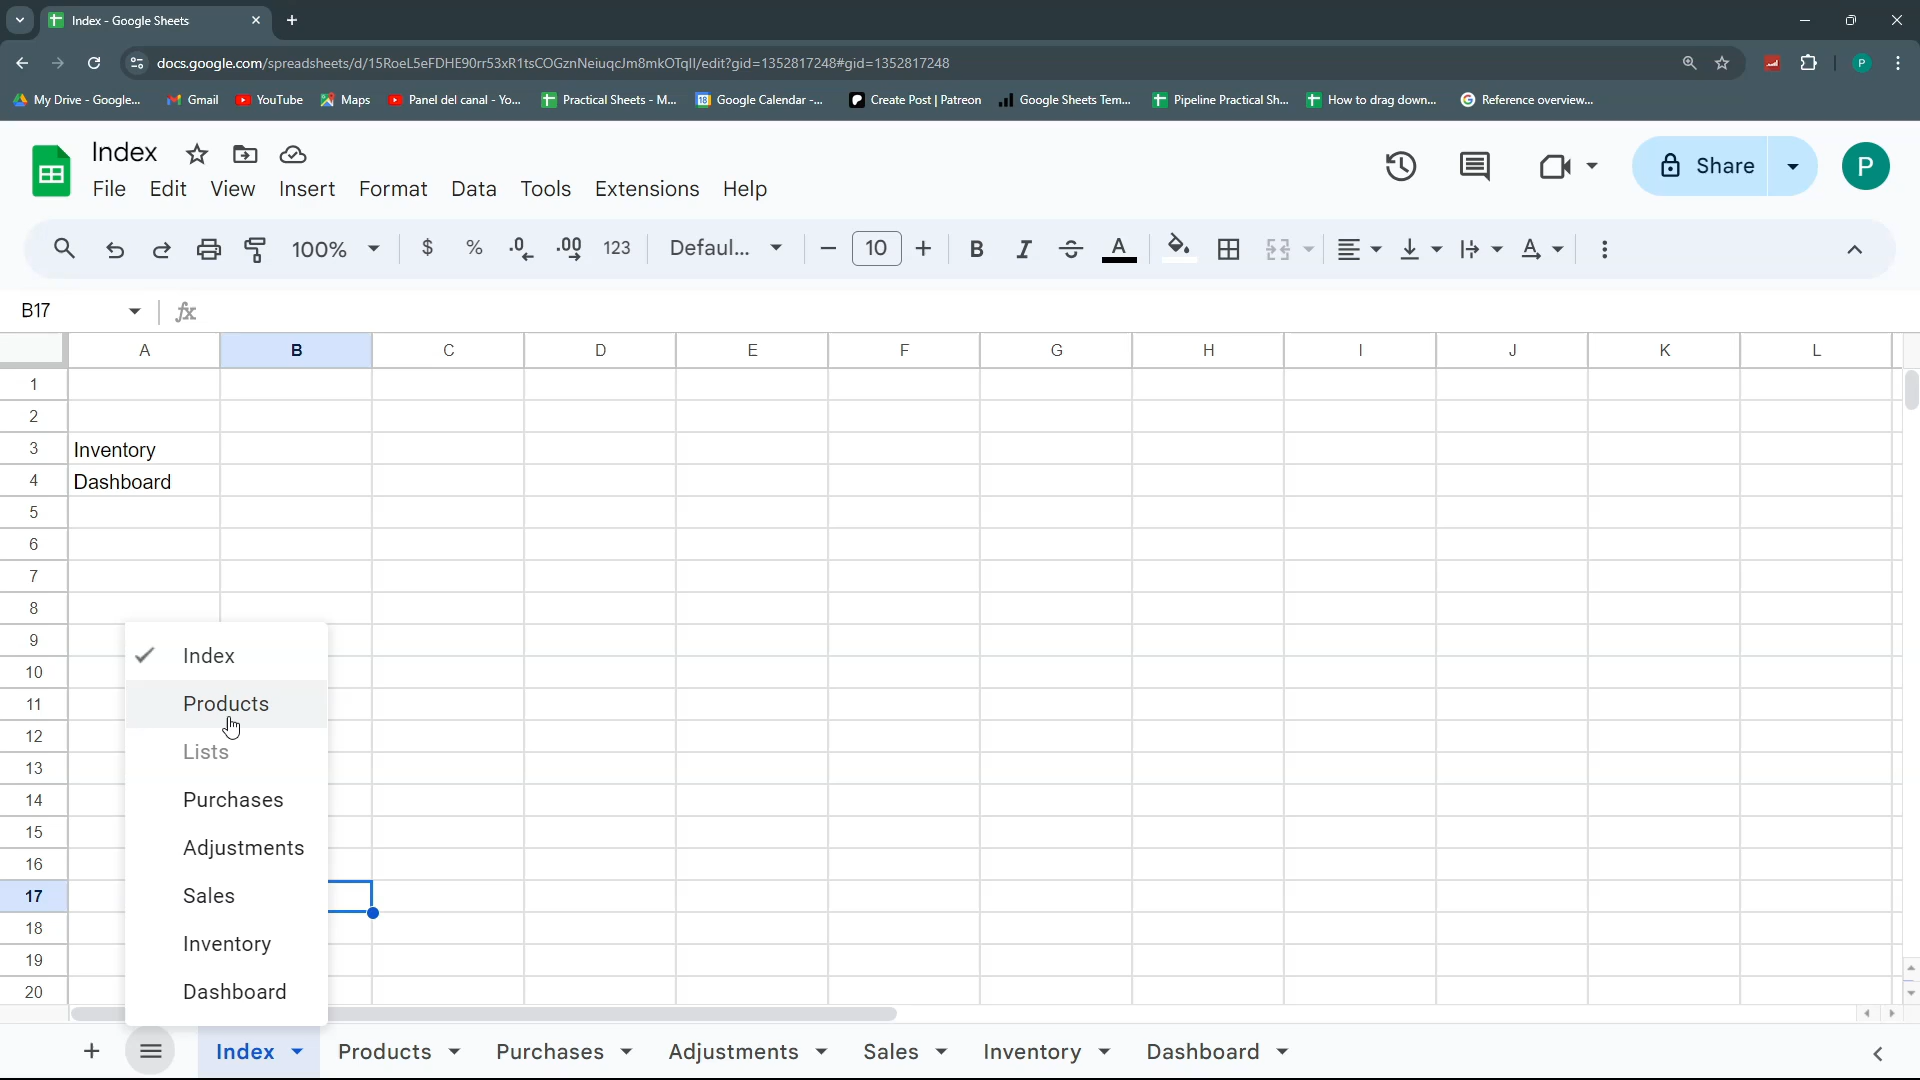 Index - Google Sheets
docs.google.com/spreadsheets/d/15RoeL5eFDHE90rr53xR1tsCOGznNeiuqcJm8mkOTqlI/edit?gid=1352817248#gid=1352817248
My Drive - Google... Gmail YouTube Maps Panel del canal - Yo... Practical Sheets - M... Google Calendar -... Create Post | Patreon Google Sheets Tem... Pipeline Practical Sh... How to drag down... Reference overview...
Index
File Edit View Insert Format Data Tools Extensions Help
Share P
100% $ % .0 .00 123 Defaul... 10 B I A
B17 fx
A B C D E F G H I J K L
1
2
3 Inventory
4 Dashboard
5
6
7
8
9
10
11
12
13
14
15
16
17
18
19
20
Index
Products
Lists
Purchases
Adjustments
Sales
Inventory
Dashboard
Index Products Purchases Adjustments Sales Inventory Dashboard